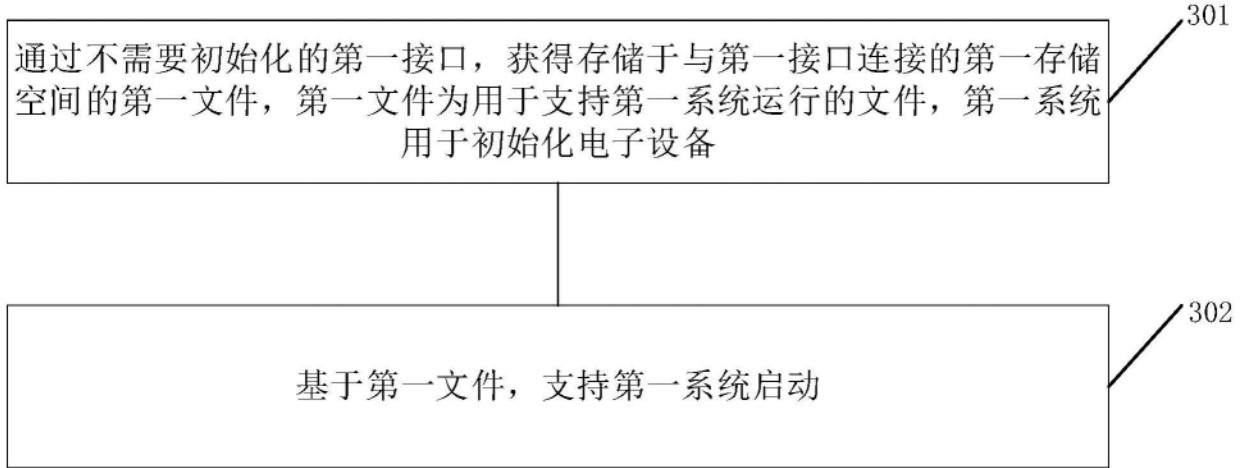 301
通过不需要初始化的第一接口，获得存储于与第一接口连接的第一存储
空间的第一文件，第一文件为用于支持第一系统运行的文件，第一系统
用于初始化电子设备
302
基于第一文件，支持第一系统启动